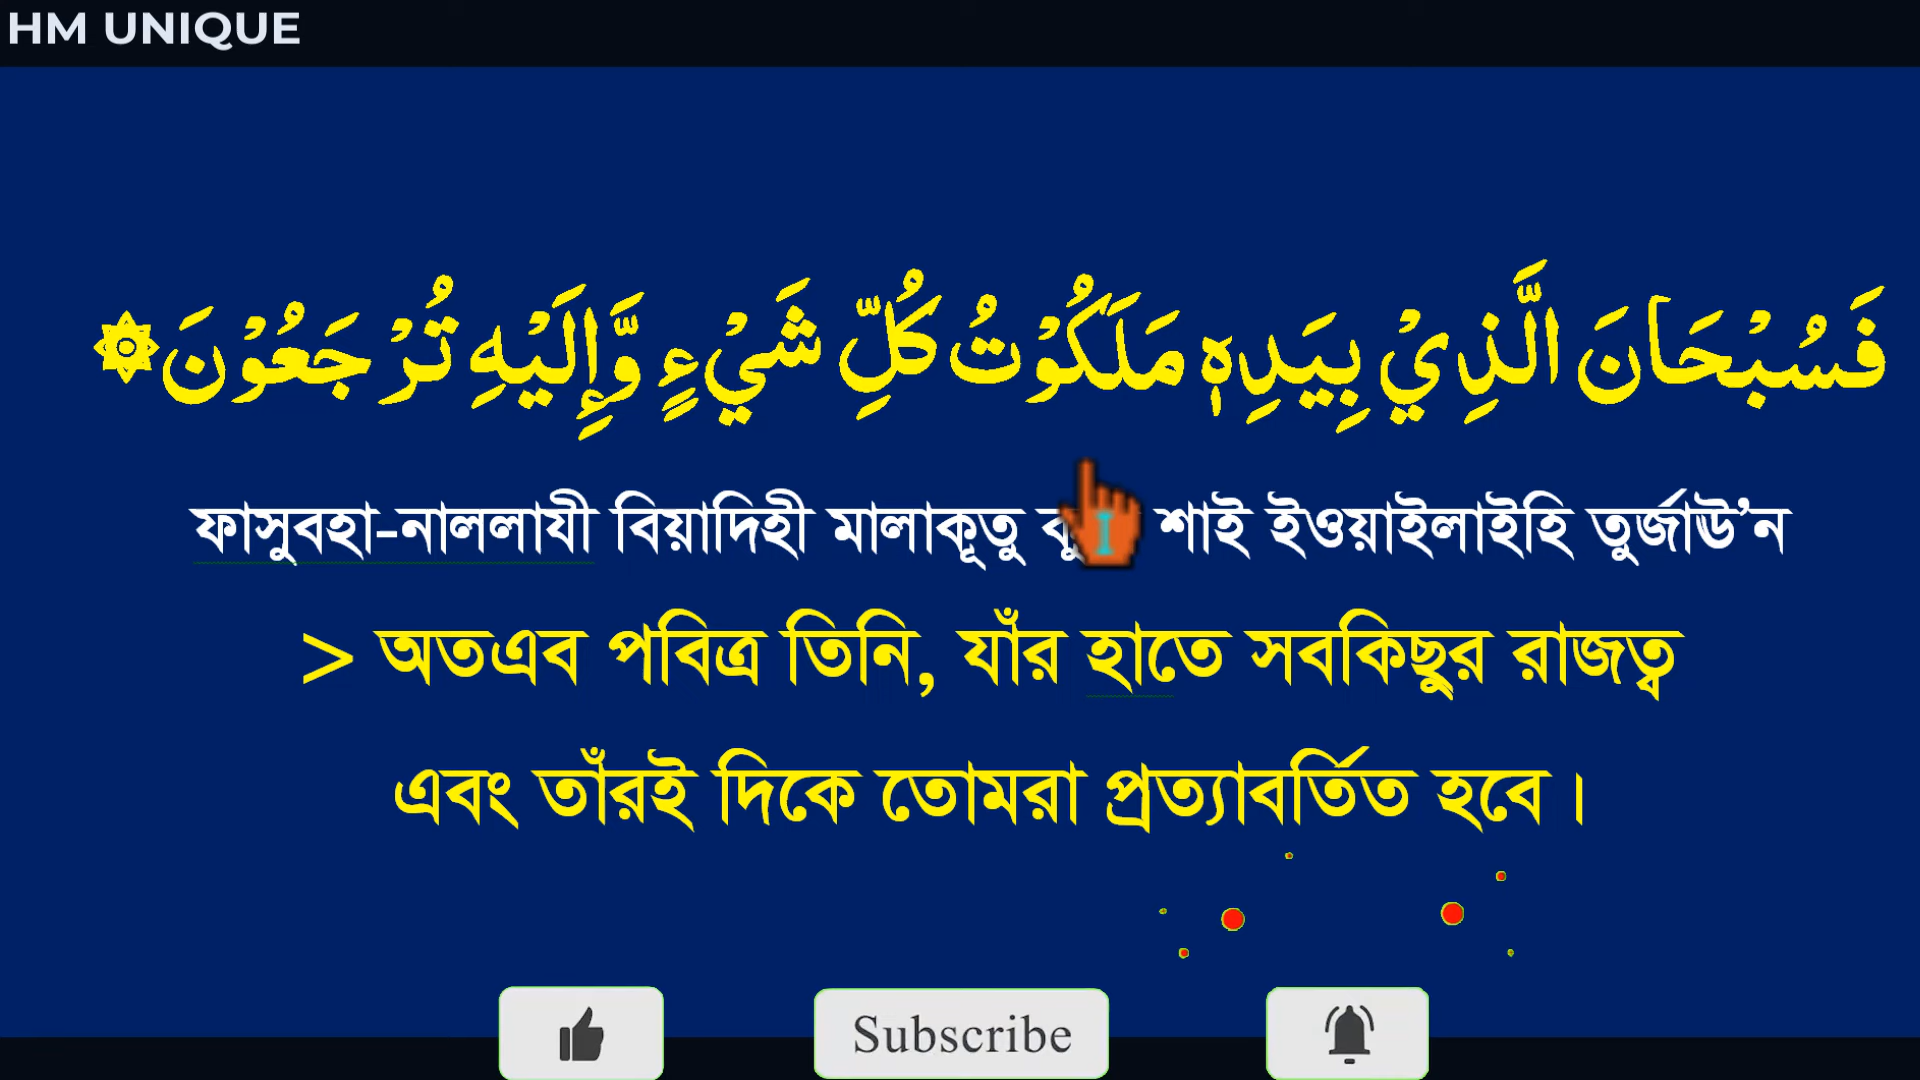 HM UNIQUE
فَسُبْحَانَ الَّذِيْ بِيَدِهٖ مَلَكُوْتُ كُلِّ شَيْءٍ وَّإِلَيْهِ تُرْجَعُوْنَ۞
ফাসুবহা-নাললাযী বিয়াদিহী মালাকূতু শাই ইওয়াইলাইহি তুর্জাঊ’ন
> অতএব পবিত্র তিনি, যাঁর হাতে সবকিছুর রাজত্ব
এবং তাঁরই দিকে তোমরা প্রত্যাবর্তিত হবে।
Subscribe